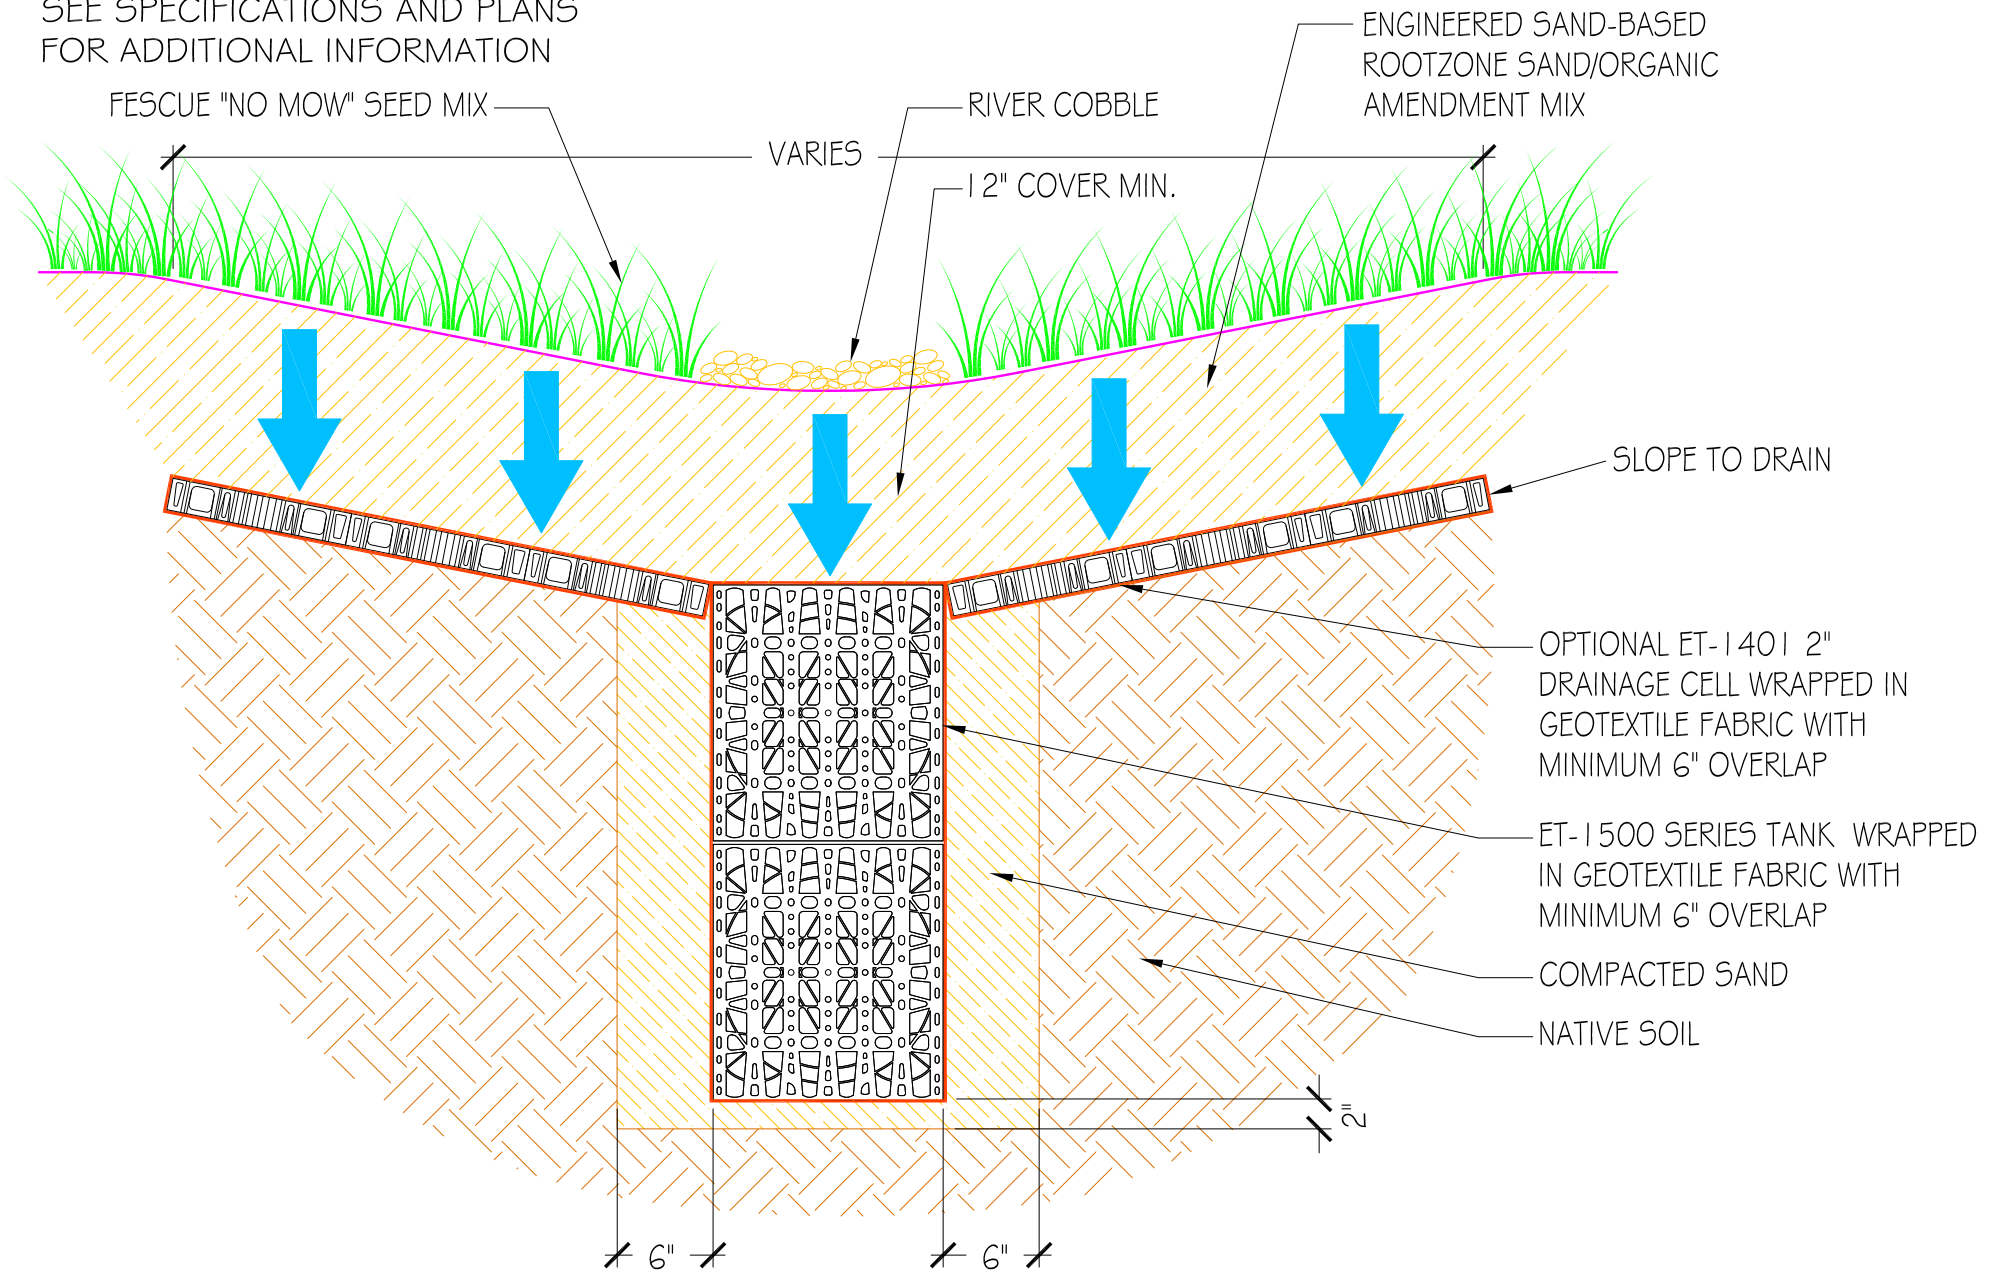 SEE SPECIFICATIONS AND PLANS
FOR ADDITIONAL INFORMATION
FESCUE "NO MOW" SEED MIX
RIVER COBBLE
ENGINEERED SAND-BASED
ROOTZONE SAND/ORGANIC
AMENDMENT MIX
VARIES
12" COVER MIN.
SLOPE TO DRAIN
OPTIONAL ET-1401 2"
DRAINAGE CELL WRAPPED IN
GEOTEXTILE FABRIC WITH
MINIMUM 6" OVERLAP
ET-1500 SERIES TANK WRAPPED
IN GEOTEXTILE FABRIC WITH
MINIMUM 6" OVERLAP
COMPACTED SAND
NATIVE SOIL
2"
6"
6"